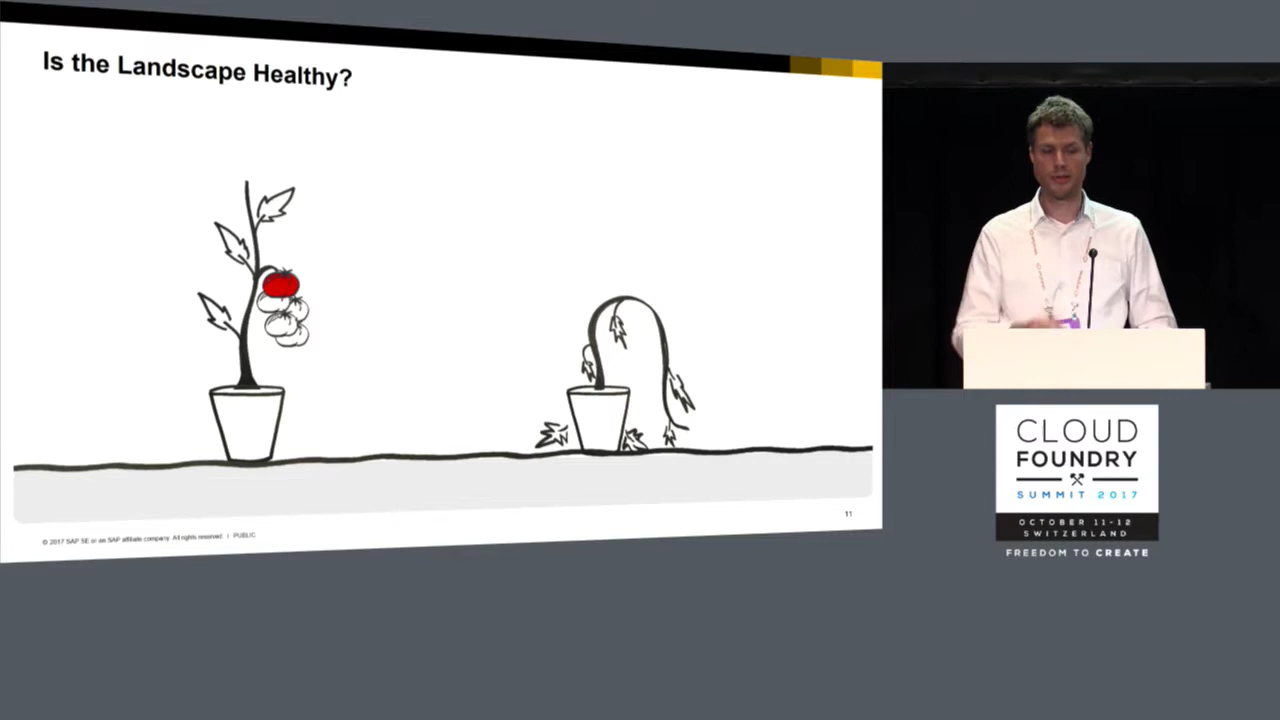 Is the Landscape Healthy?
11
© 2017 SAP SE or an SAP affiliate company. All rights reserved. | PUBLIC
CLOUD
FOUNDRY
SUMMIT 2017
OCTOBER 11-12
SWITZERLAND
FREEDOM TO CREATE